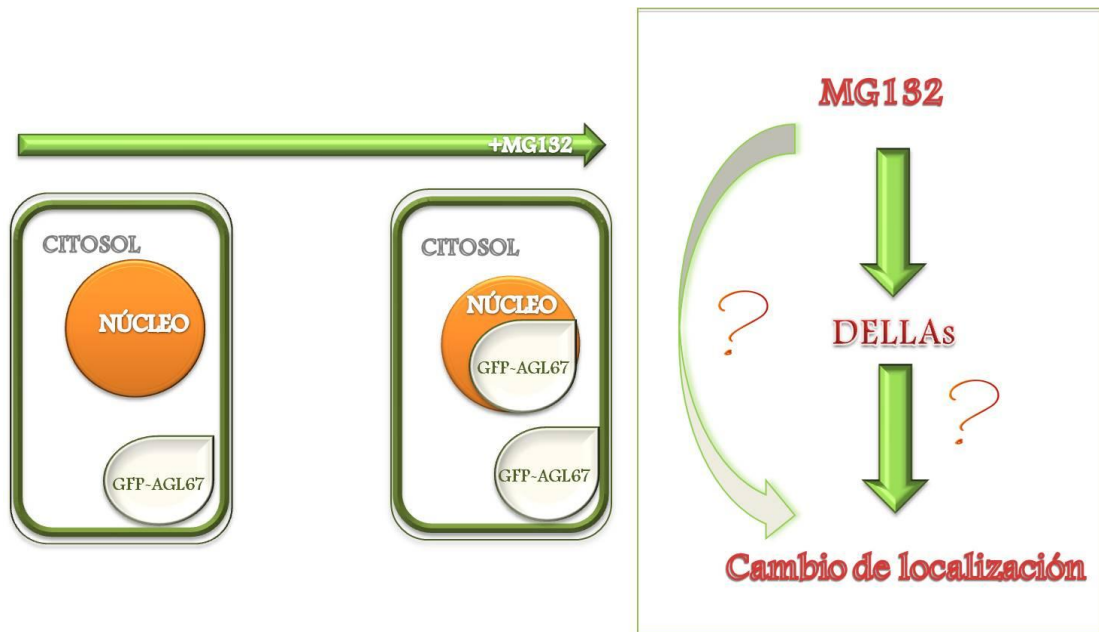 +MG132
CITOSOL
NÚCLEO
GFP-AGL67
CITOSOL
NÚCLEO
GFP-AGL67
GFP-AGL67
MG132
?
DELLAs
?
Cambio de localización